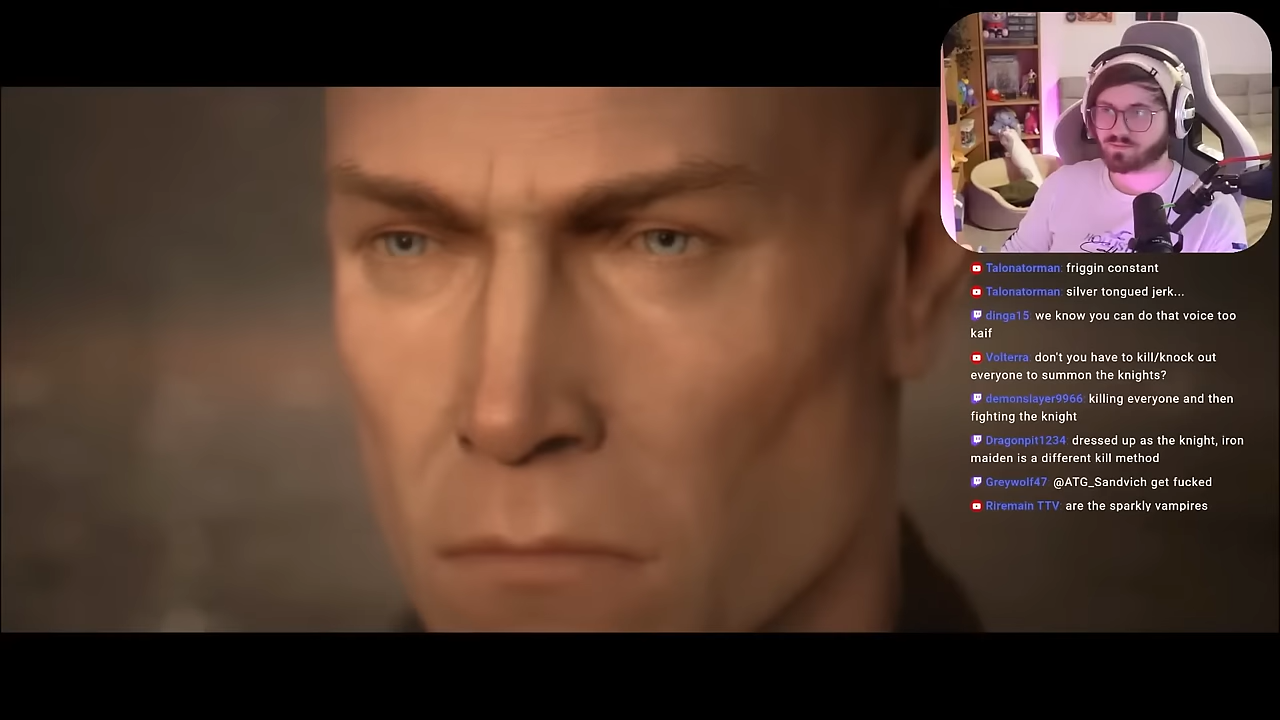 Talonatorman: friggin constant
Talonatorman: silver tongued jerk...
dinga15: we know you can do that voice too
kaif
Volterra: don't you have to kill/knock out
everyone to summon the knights?
demonslayer9966: killing everyone and then
fighting the knight
Dragonpit1234: dressed up as the knight, iron
maiden is a different kill method
Greywolf47: @ATG_Sandvich get fucked
Riremain TTV: are the sparkly vampires